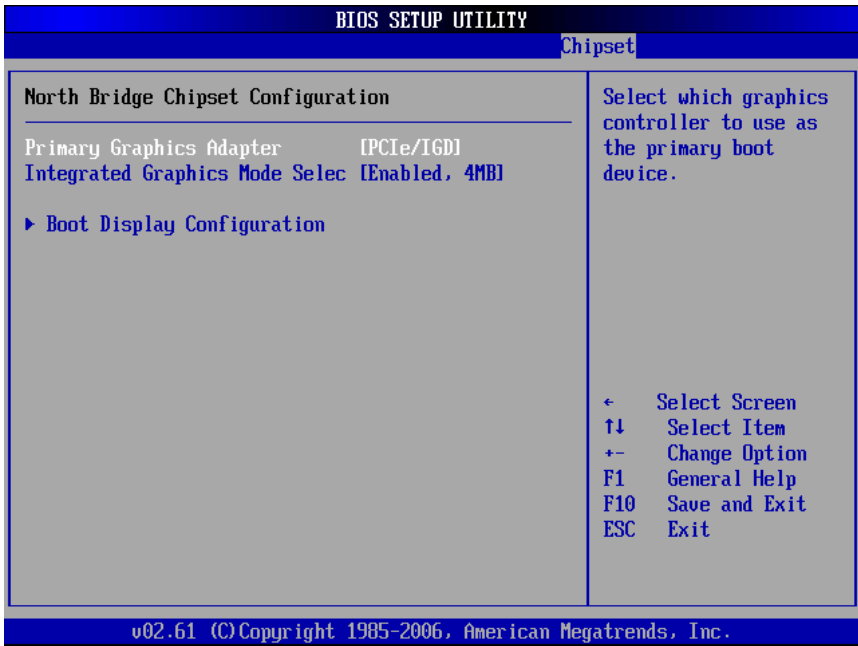 BIOS SETUP UTILITY
Chipset
North Bridge Chipset Configuration
Primary Graphics Adapter [PCIe/IGD]
Integrated Graphics Mode Selec [Enabled, 4MB]
▶ Boot Display Configuration
Select which graphics
controller to use as
the primary boot
device.
← Select Screen
↑↓ Select Item
+- Change Option
F1 General Help
F10 Save and Exit
ESC Exit
v02.61 (C)Copyright 1985-2006, American Megatrends, Inc.